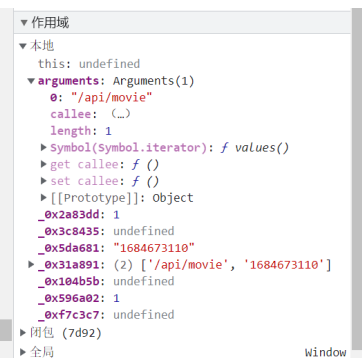 作用域
本地
this: undefined
arguments: Arguments(1)
0: "/api/movie"
callee: (…)
length: 1
Symbol(Symbol.iterator): ƒ values()
get callee: ƒ ()
set callee: ƒ ()
[[Prototype]]: Object
_0x2a83dd: 1
_0x3c8435: undefined
_0x5da681: "1684673110"
_0x31a891: (2) ['/api/movie', '1684673110']
_0x104b5b: undefined
_0x596a02: 1
_0xf7c3c7: undefined
闭包 (7d92)
全局 Window